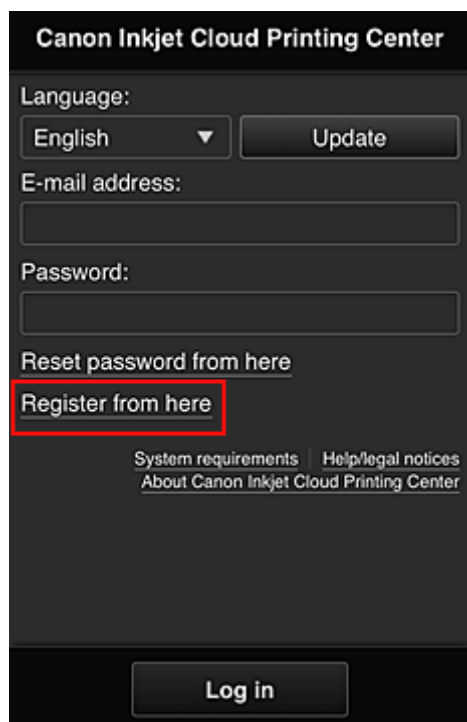 Canon Inkjet Cloud Printing Center
Language:
English Update
E-mail address:
Password:
Reset password from here
Register from here
System requirements Help/legal notices
About Canon Inkjet Cloud Printing Center
Log in